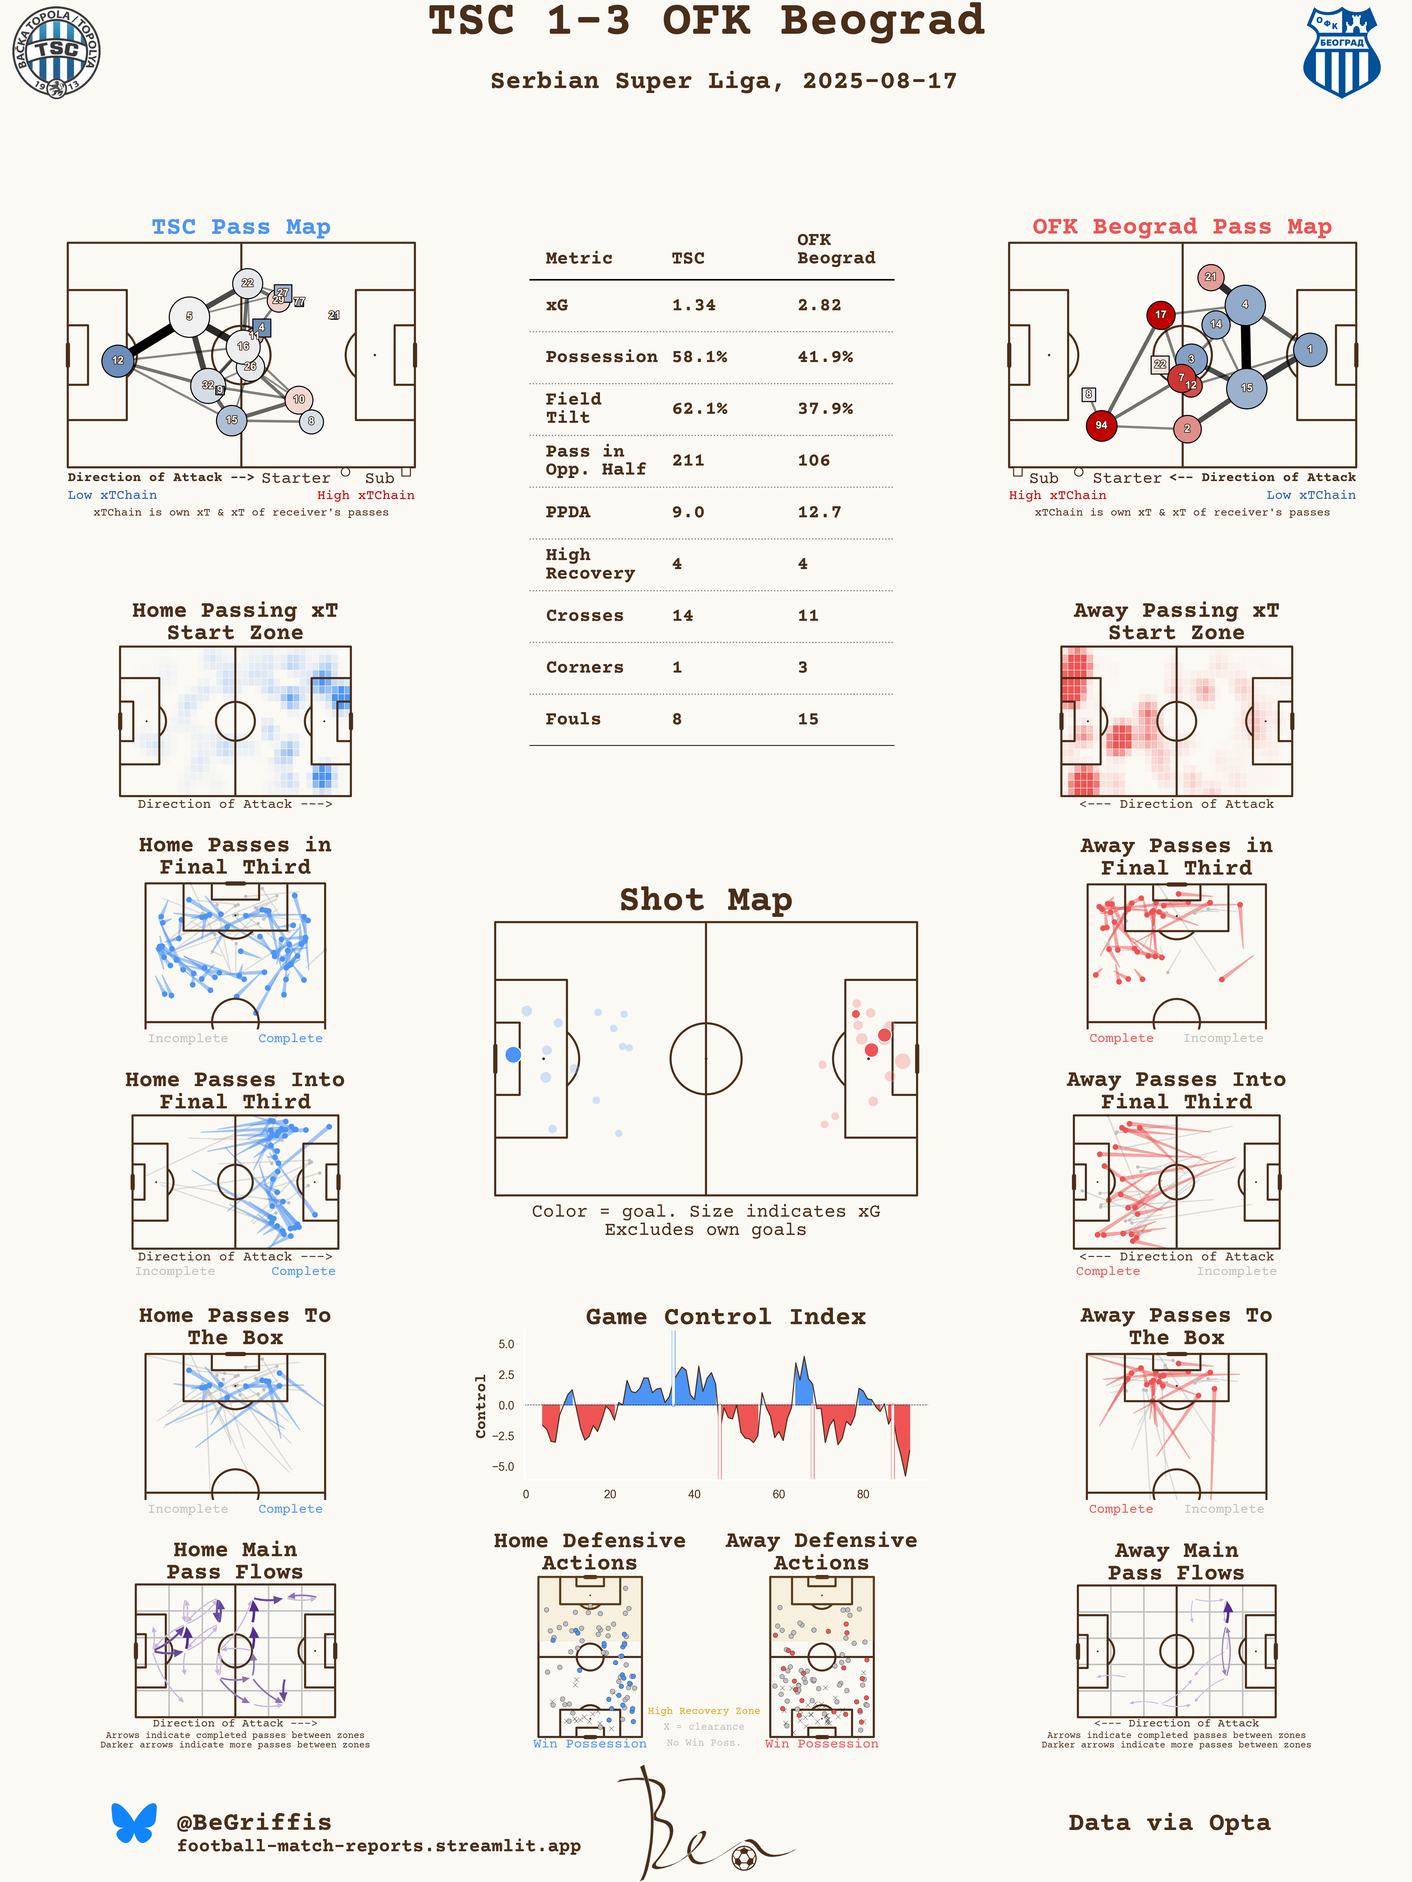 TSC 1-3 OFK Beograd
Serbian Super Liga, 2025-08-17
BAČKA TOPOLA/TOPOLYA
TSC
1913
ОФК
БЕОГРАД
TSC Pass Map
22
27
29
77
21
5
4
11
16
12
26
32
9
10
15
8
Direction of Attack --> Starter Sub
Low xTChain High xTChain
xTChain is own xT & xT of receiver's passes
Metric TSC OFK Beograd
xG 1.34 2.82
Possession 58.1% 41.9%
Field Tilt 62.1% 37.9%
Pass in Opp. Half 211 106
PPDA 9.0 12.7
High Recovery 4 4
Crosses 14 11
Corners 1 3
Fouls 8 15
OFK Beograd Pass Map
21
4
17
14
1
3
22
7
12
15
8
94
2
Sub Starter <-- Direction of Attack
High xTChain Low xTChain
xTChain is own xT & xT of receiver's passes
Home Passing xT
Start Zone
Direction of Attack --->
Away Passing xT
Start Zone
<--- Direction of Attack
Home Passes in
Final Third
Incomplete Complete
Shot Map
Color = goal. Size indicates xG
Excludes own goals
Away Passes in
Final Third
Complete Incomplete
Home Passes Into
Final Third
Direction of Attack --->
Incomplete Complete
Away Passes Into
Final Third
<--- Direction of Attack
Complete Incomplete
Home Passes To
The Box
Incomplete Complete
Game Control Index
Control
5.0
2.5
0.0
−2.5
−5.0
0 20 40 60 80
Away Passes To
The Box
Complete Incomplete
Home Main
Pass Flows
Direction of Attack --->
Arrows indicate completed passes between zones
Darker arrows indicate more passes between zones
Home Defensive
Actions
Win Possession
High Recovery Zone
X = clearance
No Win Poss.
Away Defensive
Actions
Win Possession
Away Main
Pass Flows
<--- Direction of Attack
Arrows indicate completed passes between zones
Darker arrows indicate more passes between zones
@BeGriffis
football-match-reports.streamlit.app
Ben
Data via Opta